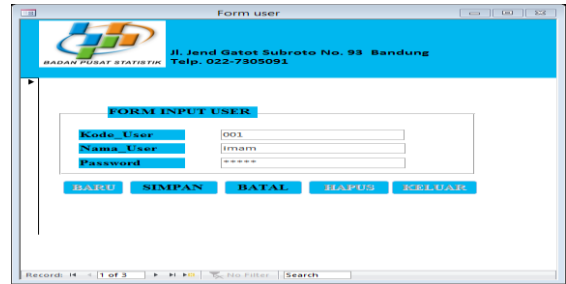 Form user
Jl. Jend Gatot Subroto No. 93 Bandung
BADAN PUSAT STATISTIK Telp. 022-7305091
FORM INPUT USER
Kode_User 001
Nama_User Imam
Password *****
BARU SIMPAN BATAL HAPUS KELUAR
Record: 1 of 3 No Filter Search